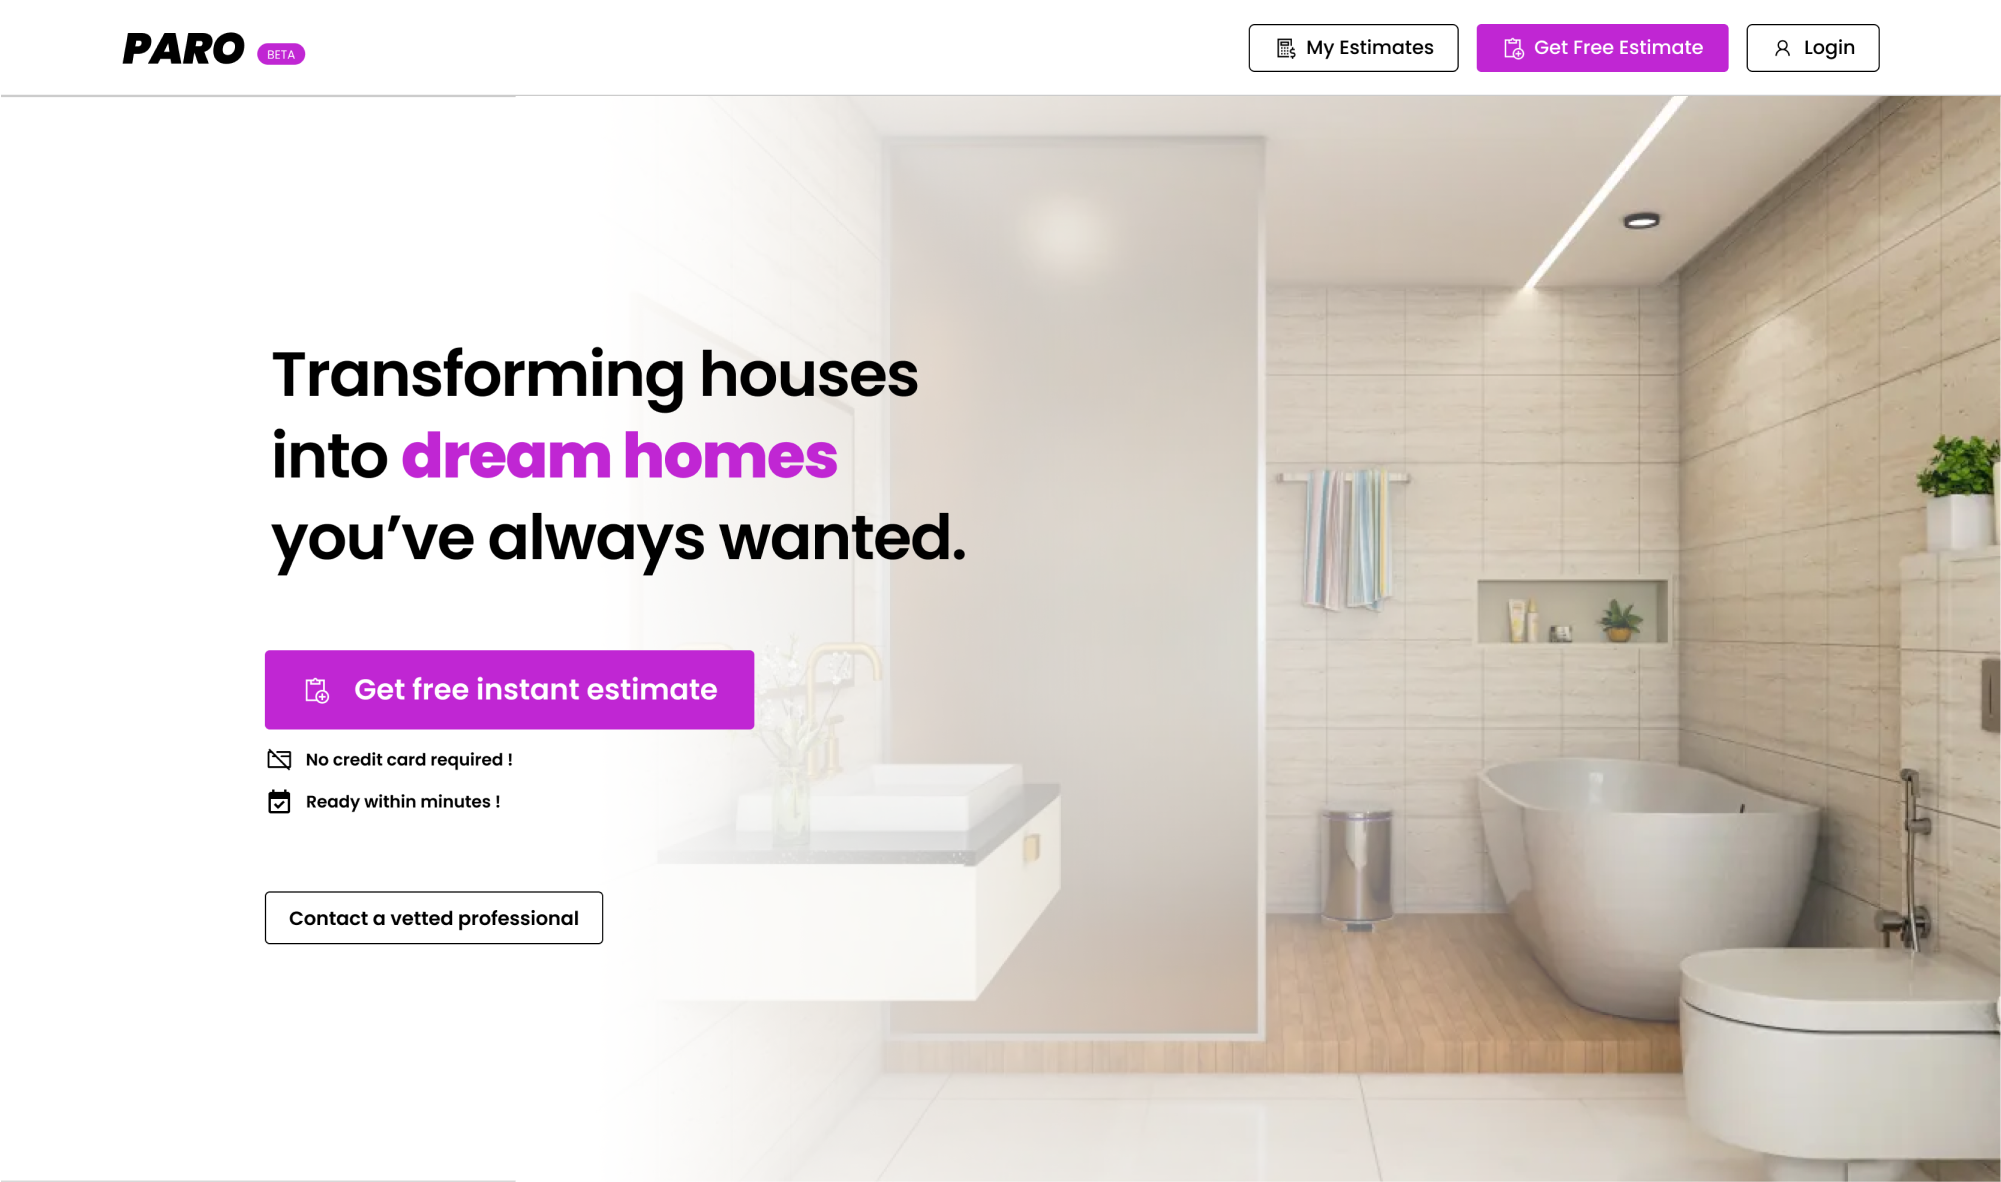 PARO BETA
My Estimates
Get Free Estimate
Login
Transforming houses
into dream homes
you’ve always wanted.
Get free instant estimate
No credit card required !
Ready within minutes !
Contact a vetted professional